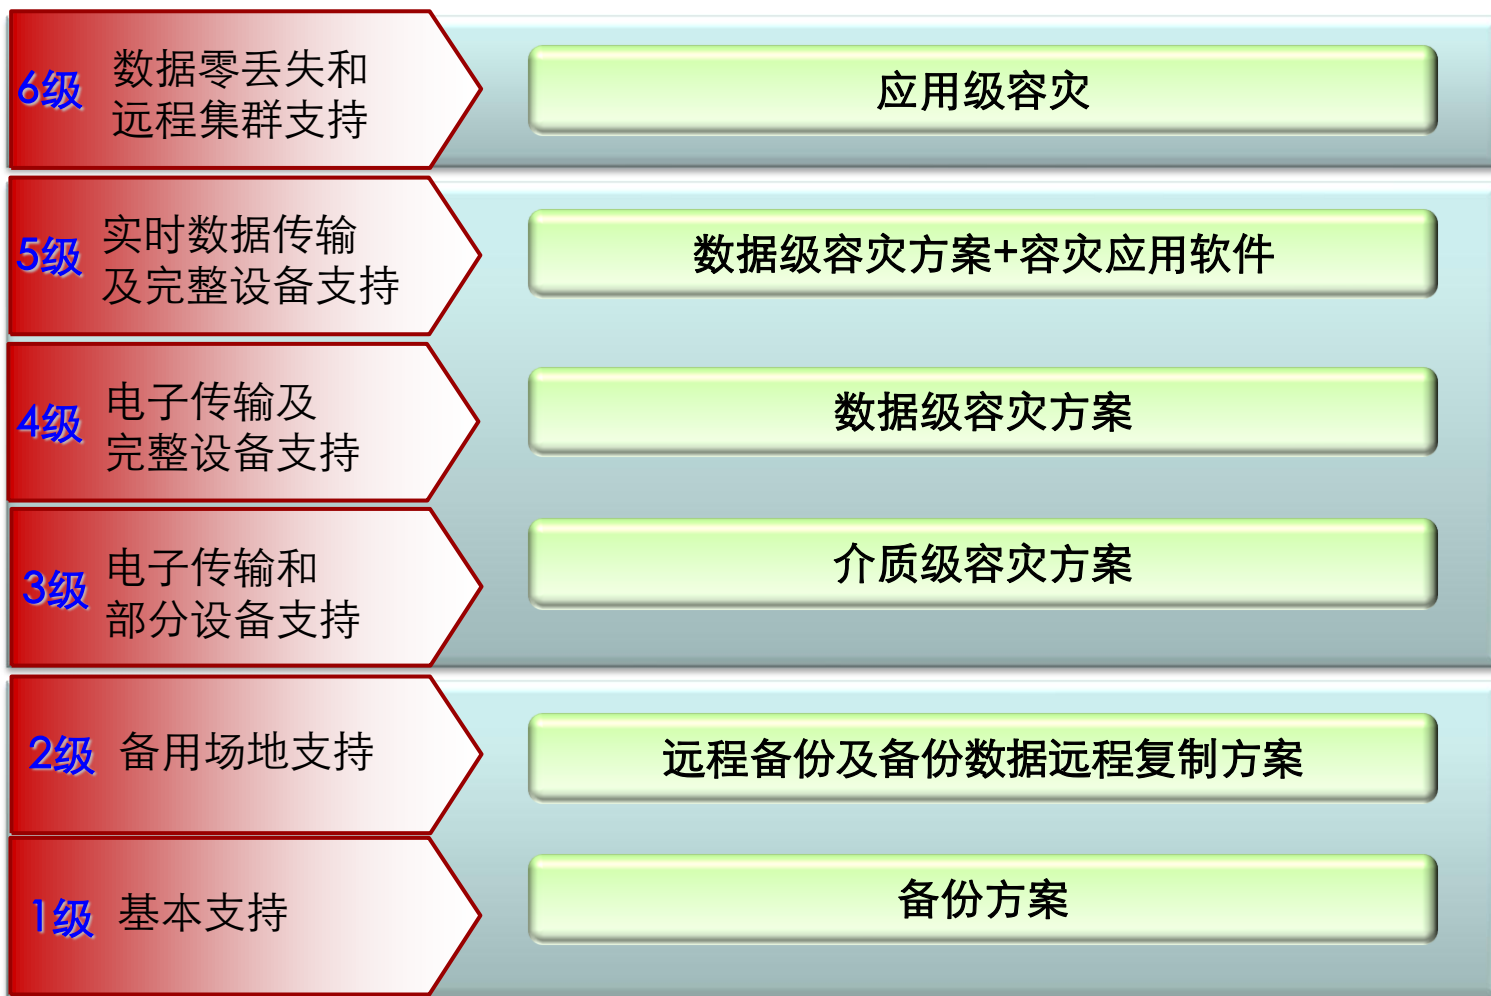 6级
数据零丢失和
远程集群支持
应用级容灾
5级
实时数据传输
及完整设备支持
数据级容灾方案+容灾应用软件
4级
电子传输及
完整设备支持
数据级容灾方案
3级
电子传输和
部分设备支持
介质级容灾方案
2级
备用场地支持
远程备份及备份数据远程复制方案
1级
基本支持
备份方案